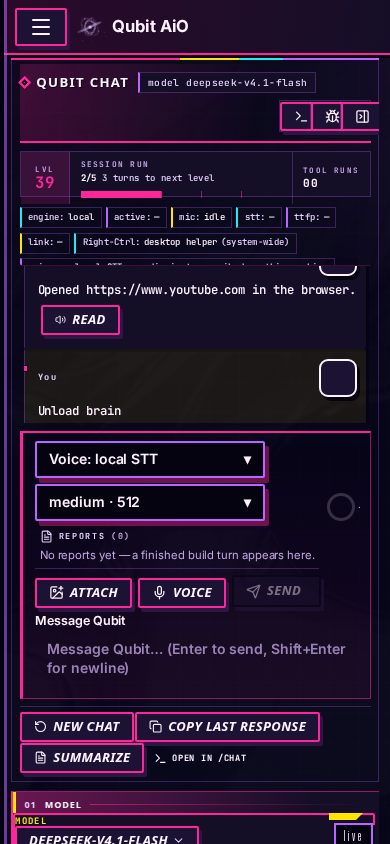 Qubit AiO
QUBIT CHAT
model deepseek-v4.1-flash
LVL
39
SESSION RUN
2/5 3 turns to next level
TOOL RUNS
00
engine: local
active: —
mic: idle
stt: —
ttfp: —
link: —
Right-Ctrl: desktop helper (system-wide)
Opened https://www.youtube.com in the browser.
READ
You
Unload brain
Voice: local STT
medium · 512
REPORTS (0)
No reports yet — a finished build turn appears here.
ATTACH
VOICE
SEND
Message Qubit
Message Qubit... (Enter to send, Shift+Enter
for newline)
NEW CHAT
COPY LAST RESPONSE
SUMMARIZE
OPEN IN /CHAT
01 MODEL
MODEL
DEEPSEEK-V4.1-FLASH
live